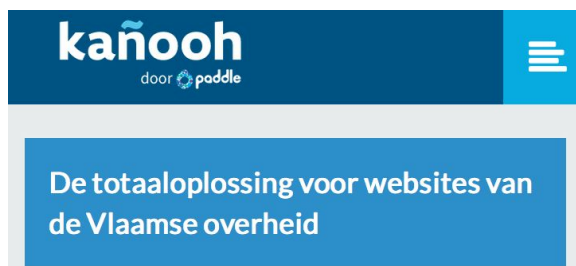 kañooh
door paddle
De totaaloplossing voor websites van
de Vlaamse overheid